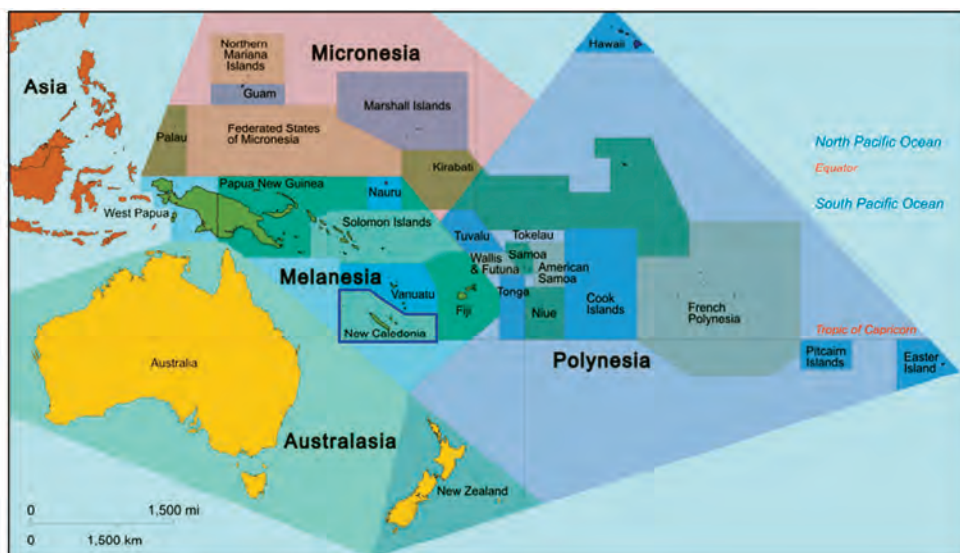 Hawaii
Northern
Mariana
Islands
Micronesia
Asia
Guam
Marshall Islands
Palau
Federated States
of Micronesia
North Pacific Ocean
Kirabati
Equator
Papua New Guinea
Nauru
West Papua
South Pacific Ocean
Solomon Islands
Tuvalu
Tokelau
Wallis
& Futuna
Samoa
American
Samoa
Melanesia
Vanuatu
Fiji
Tonga
Niue
Cook
Islands
French
Polynesia
New Caledonia
Tropic of Capricorn
Australia
Polynesia
Pitcairn
Islands
Easter
Island
Australasia
New Zealand
0 1,500 mi
0 1,500 km